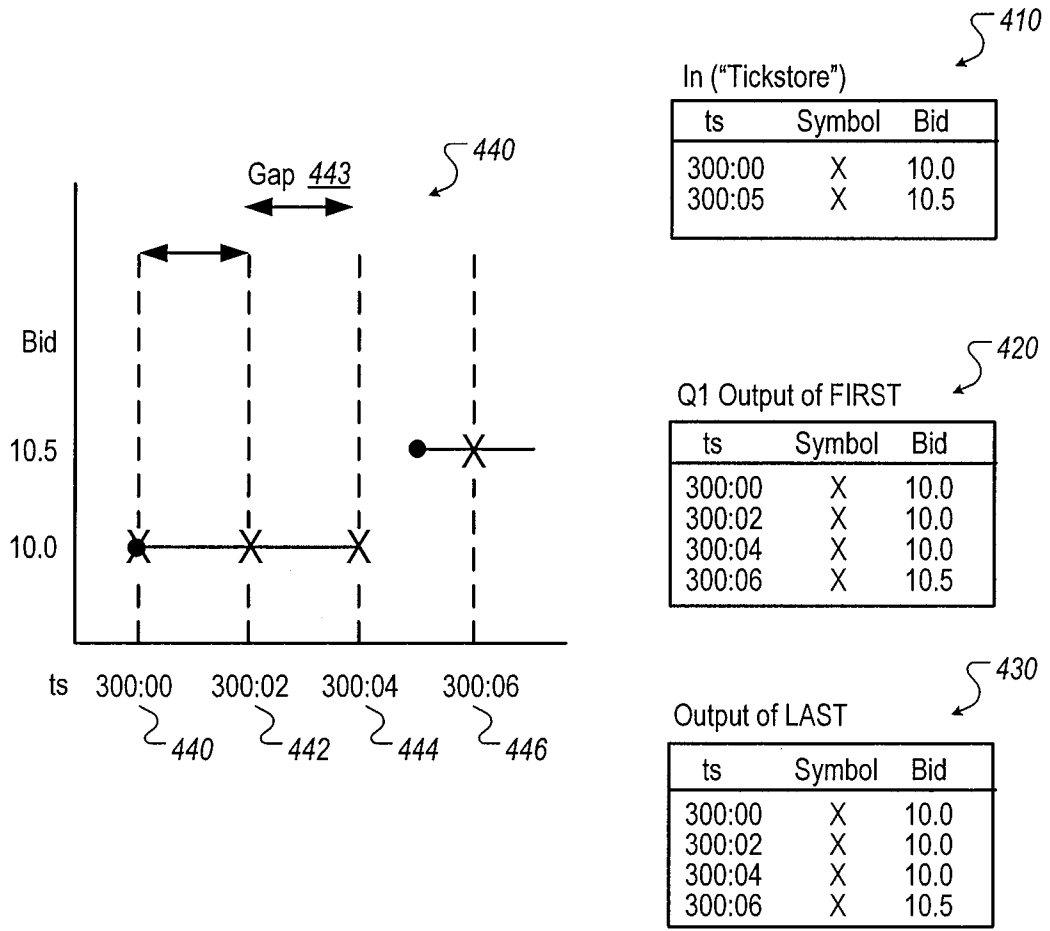 440
Gap 443
Bid
10.5
10.0
ts 300:00 300:02 300:04 300:06
440 442 444 446
410
In ("Tickstore")
ts Symbol Bid
300:00 X 10.0
300:05 X 10.5
420
Q1 Output of FIRST
ts Symbol Bid
300:00 X 10.0
300:02 X 10.0
300:04 X 10.0
300:06 X 10.5
430
Output of LAST
ts Symbol Bid
300:00 X 10.0
300:02 X 10.0
300:04 X 10.0
300:06 X 10.5